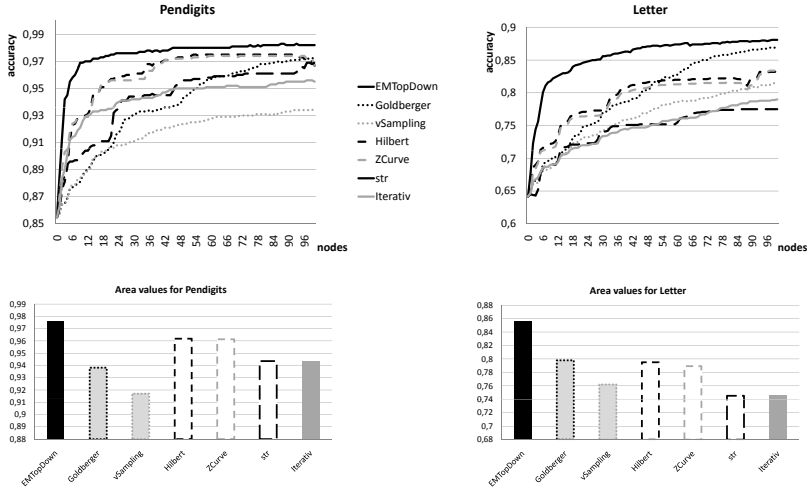 Pendigits
accuracy
0,99
0,97
0,95
0,93
0,91
0,89
0,87
0,85
0 6 12 18 24 30 36 42 48 54 60 66 72 78 84 90 96
nodes
EMTopDown
Goldberger
vSampling
Hilbert
ZCurve
str
Iterativ
Letter
accuracy
0,9
0,85
0,8
0,75
0,7
0,65
0,6
0 6 12 18 24 30 36 42 48 54 60 66 72 78 84 90 96
nodes
Area values for Pendigits
0,99
0,98
0,97
0,96
0,95
0,94
0,93
0,92
0,91
0,9
0,89
0,88
EMTopDown Goldberger vSampling Hilbert ZCurve str Iterativ
Area values for Letter
0,88
0,86
0,84
0,82
0,8
0,78
0,76
0,74
0,72
0,7
0,68
EMTopDown Goldberger vSampling Hilbert ZCurve str Iterativ